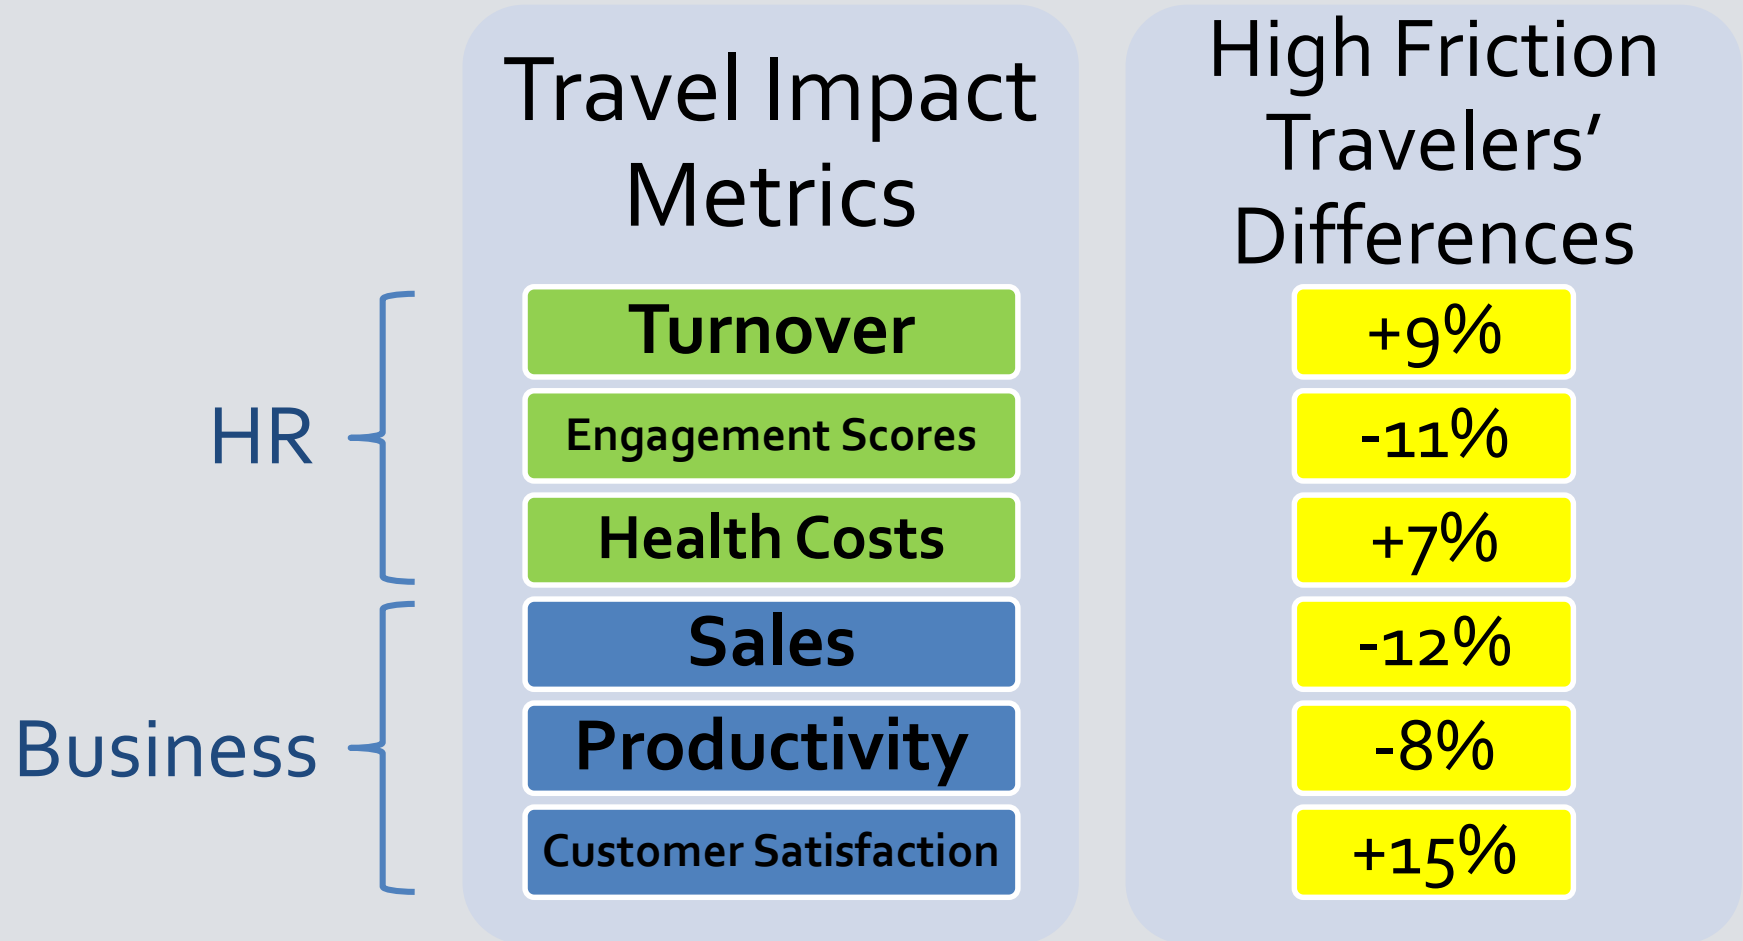 Travel Impact
Metrics
High Friction
Travelers’
Differences
HR
Turnover
+9%
Engagement Scores
-11%
Health Costs
+7%
Business
Sales
-12%
Productivity
-8%
Customer Satisfaction
+15%